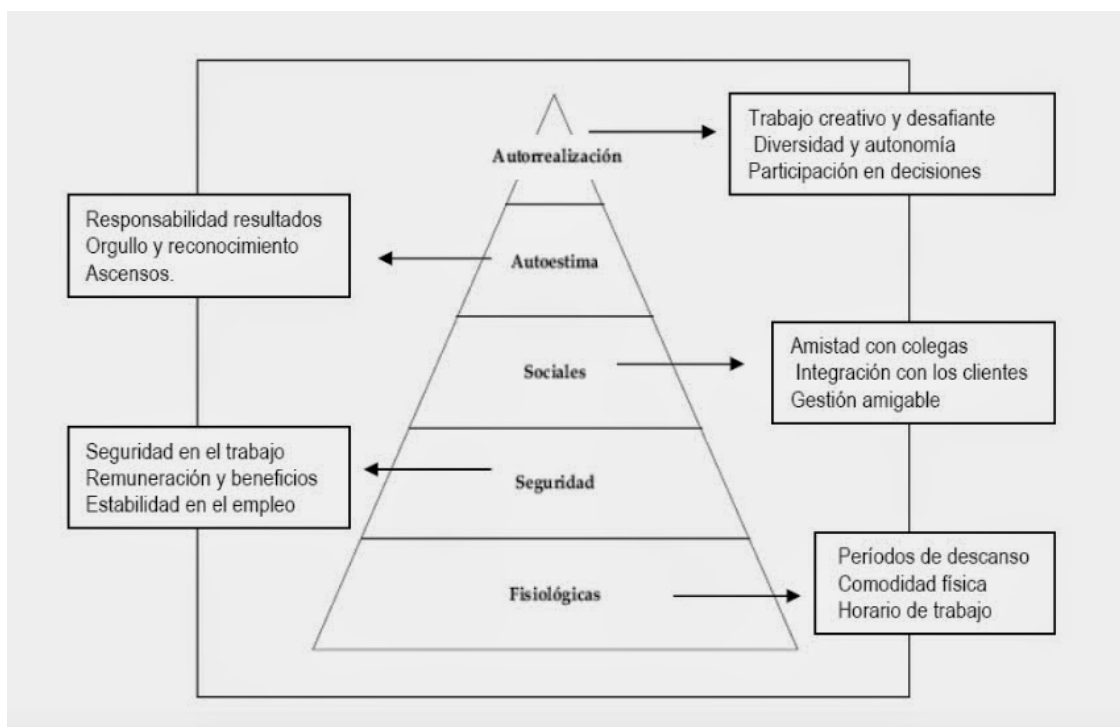 Trabajo creativo y desafiante
Diversidad y autonomía
Participación en decisiones
Autorrealización
Responsabilidad resultados
Orgullo y reconocimiento
Ascensos.
Autoestima
Amistad con colegas
Integración con los clientes
Gestión amigable
Sociales
Seguridad en el trabajo
Remuneración y beneficios
Estabilidad en el empleo
Seguridad
Períodos de descanso
Comodidad física
Horario de trabajo
Fisiológicas